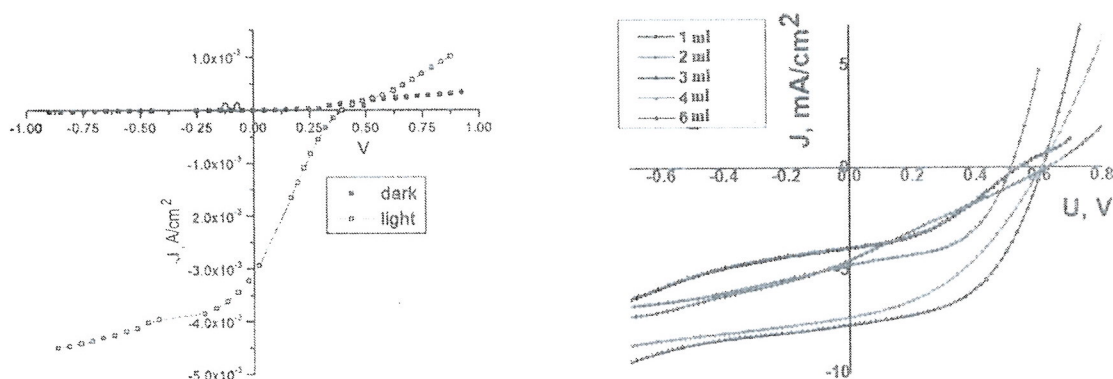 1.0x10⁻³
-1.00
-0.75
-0.50
-0.25
0.00
0.25
0.50
0.75
1.00
V
-1.0x10⁻³
dark
light
-2.0x10⁻³
J, A/cm²
-3.0x10⁻³
-4.0x10⁻³
-5.0x10⁻³
1 ml
2 ml
3 ml
4 ml
6 ml
J, mA/cm²
5
0
-0.6
-0.4
-0.2
0.0
0.2
0.4
0.6
0.8
U, V
-5
-10